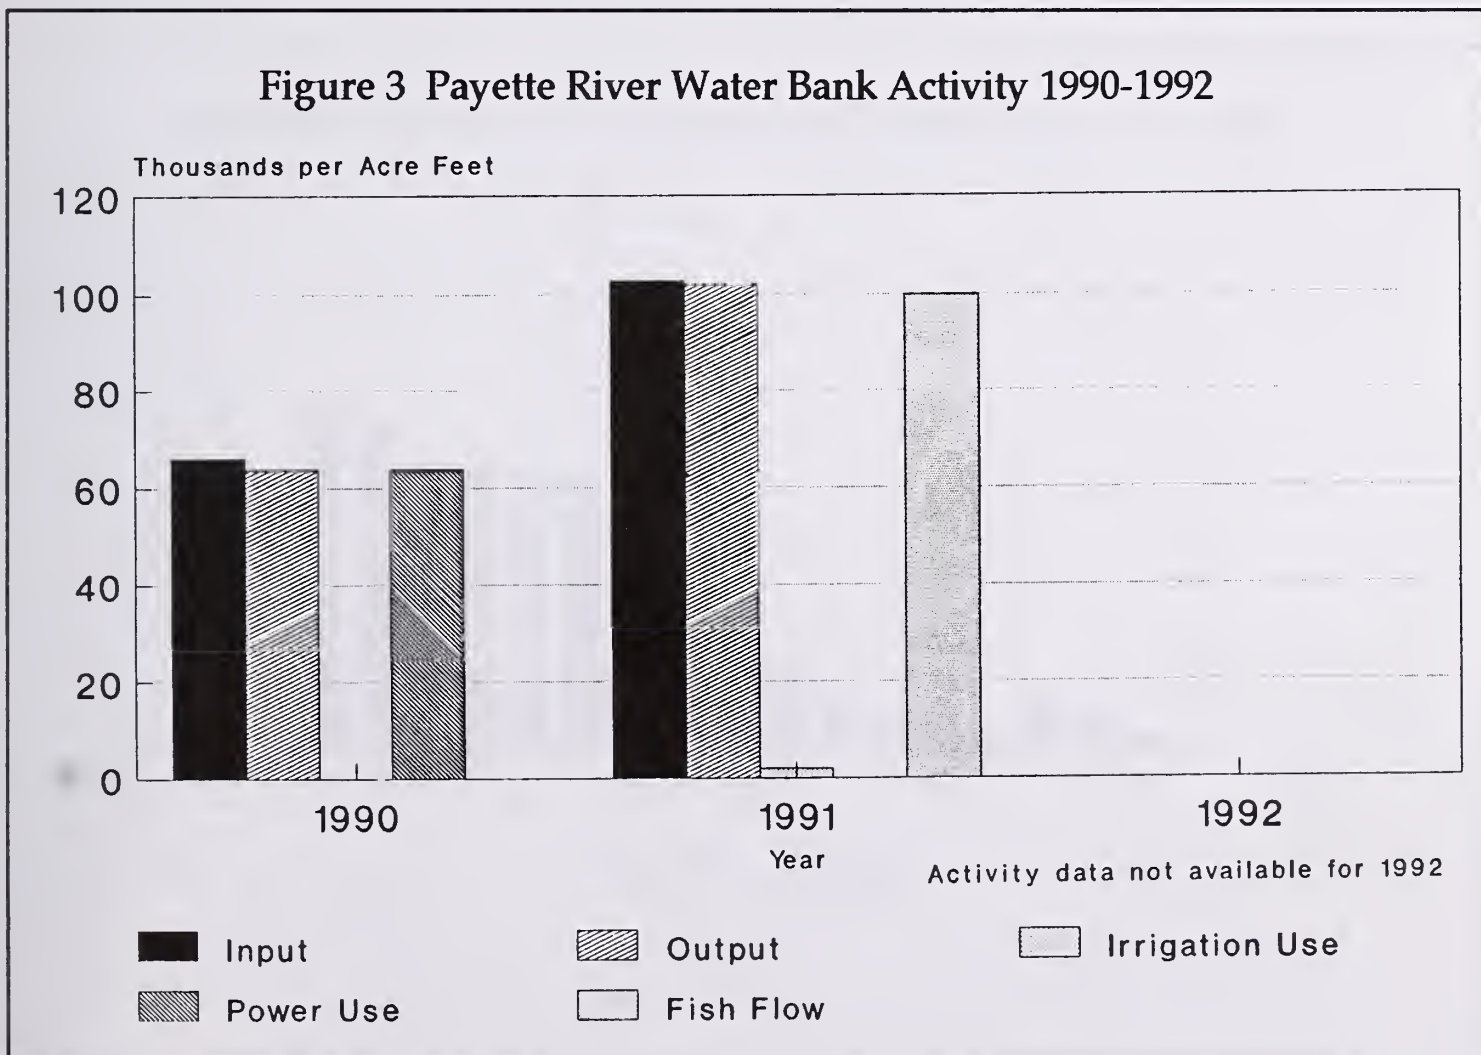 Figure 3 Payette River Water Bank Activity 1990-1992
Thousands per Acre Feet
120
100
80
60
40
20
0
1990
1991
1992
Year
Activity data not available for 1992
Input
Output
Irrigation Use
Power Use
Fish Flow